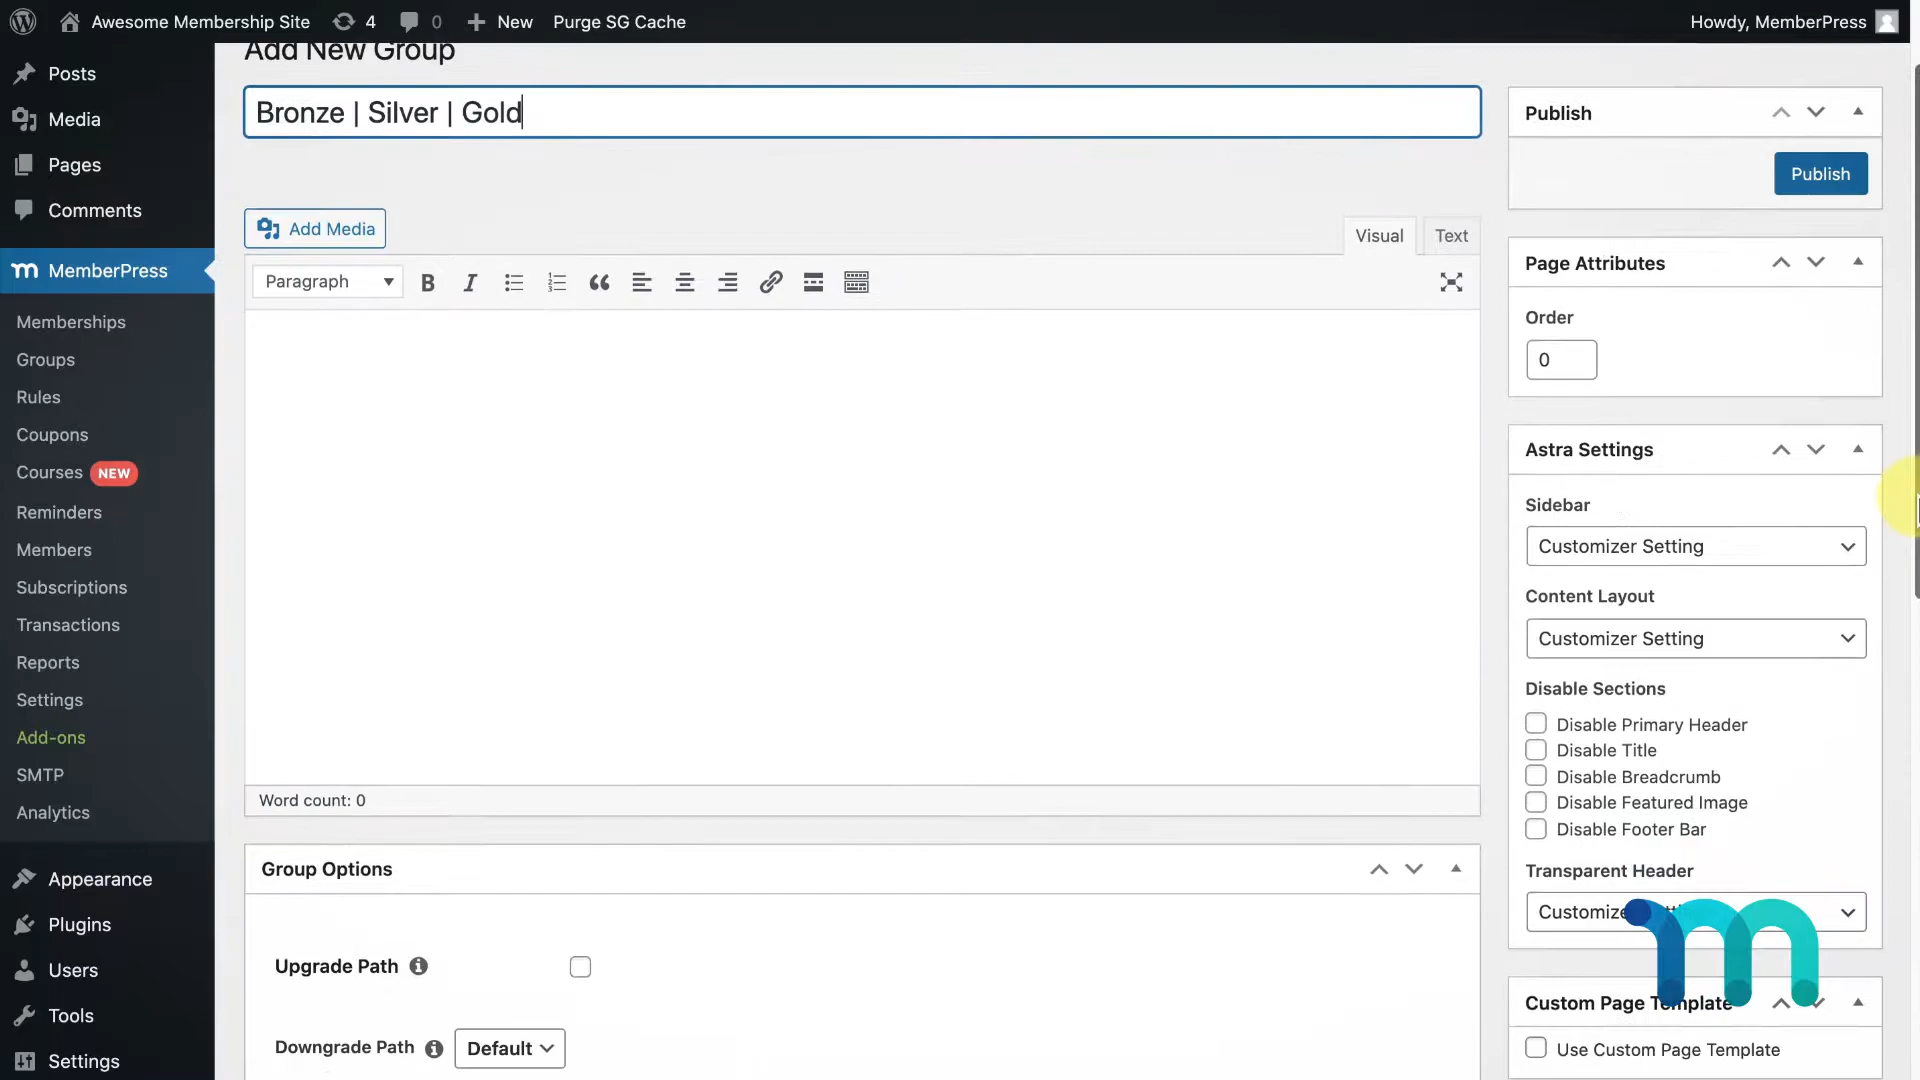 Awesome Membership Site 4 0 New Purge SG Cache Howdy, MemberPress
Posts
Media
Pages
Comments
MemberPress
Memberships
Groups
Rules
Coupons
Courses NEW
Reminders
Members
Subscriptions
Transactions
Reports
Settings
Add-ons
SMTP
Analytics
Appearance
Plugins
Users
Tools
Settings
Add New Group
Bronze | Silver | Gold
Add Media
Visual Text
Paragraph
Word count: 0
Group Options
Upgrade Path
Downgrade Path Default
Publish
Publish
Page Attributes
Order
0
Astra Settings
Sidebar
Customizer Setting
Content Layout
Customizer Setting
Disable Sections
Disable Primary Header
Disable Title
Disable Breadcrumb
Disable Featured Image
Disable Footer Bar
Transparent Header
Custom Page Template
Use Custom Page Template